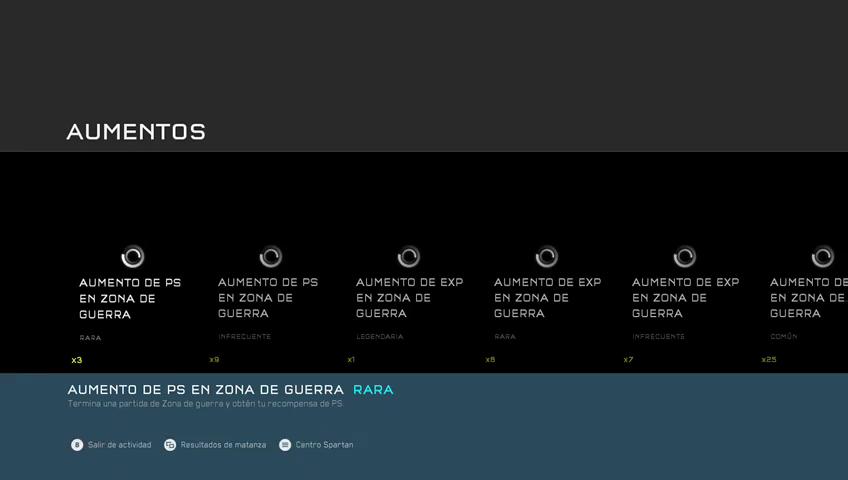 AUMENTOS
AUMENTO DE PS EN ZONA DE GUERRA
RARA
x3
AUMENTO DE PS EN ZONA DE GUERRA
INFRECUENTE
x9
AUMENTO DE EXP EN ZONA DE GUERRA
LEGENDARIA
x1
AUMENTO DE EXP EN ZONA DE GUERRA
RARA
AUMENTO DE EXP EN ZONA DE GUERRA
INFRECUENTE
x7
AUMENTO DE
EN ZONA DE
GUERRA
COMÚN
x25
AUMENTO DE PS EN ZONA DE GUERRA RARA
Termina una partida de Zona de guerra y obtén tu recompensa de PS.
B Salir de actividad Resultados de matanza Centro Spartan